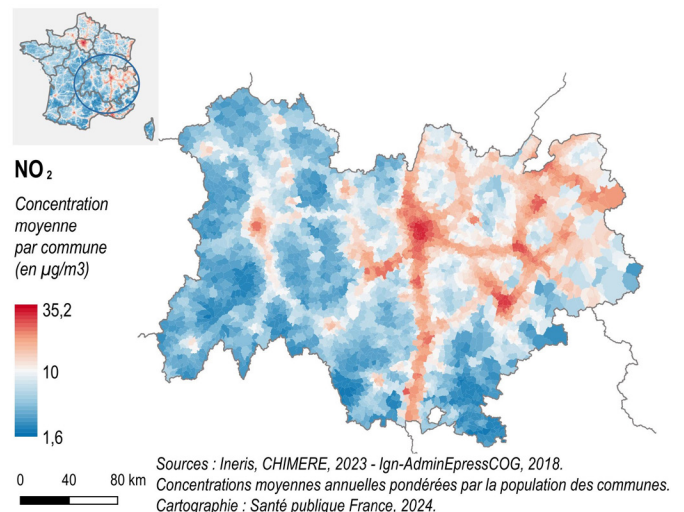 NO₂
Concentration
moyenne
par commune
(en µg/m3)
35,2
10
1,6
0 40 80 km
Sources : Ineris, CHIMERE, 2023 - Ign-AdminEpressCOG, 2018.
Concentrations moyennes annuelles pondérées par la population des communes.
Cartographie : Santé publique France, 2024.